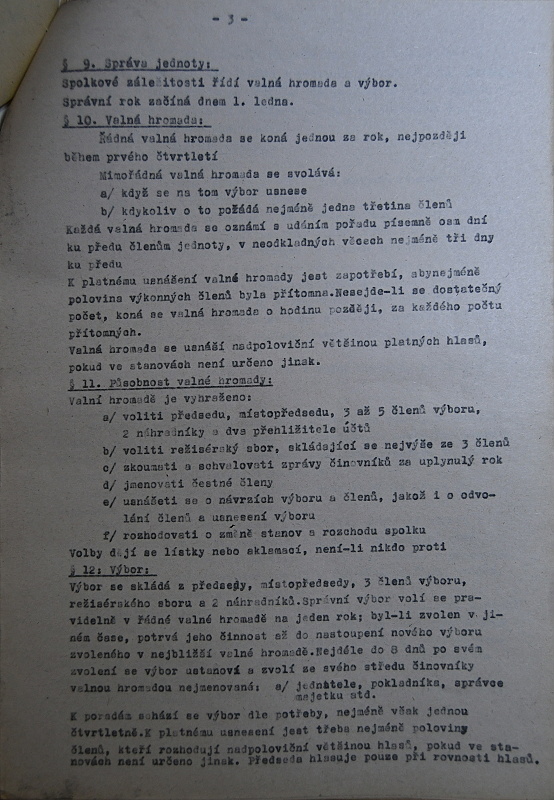 - 3 -
§ 9. Správa jednoty:
Spolkové záležitosti řídí valná hromada a výbor.
Správní rok začíná dnem 1. ledna.
§ 10. Valná hromada:
Řádná valná hromada se koná jednou za rok, nejpozději
během prvého čtvrtletí
Mimořádná valná hromada se svolává:
a/ když se na tom výbor usnese
b/ kdykoliv o to požádá nejméně jedna třetina členů
Každá valná hromada se oznámí s udáním pořadu písemně osm dní
ku předu členům jednoty, v neodkladných věcech nejméně tři dny
ku předu
K platnému usnášení valné hromady jest zapotřebí, abynejméně
polovina výkonných členů byla přítomna.Nesejde-li se dostatečný
počet, koná se valná hromada o hodinu později, za každého počtu
přítomných.
Valná hromada se usnáší nadpoloviční většinou platných hlasů,
pokud ve stanovách není určeno jinak.
§ 11. Působnost valné hromady:
Valní hromadě je vyhraženo:
a/ voliti předsedu, místopředsedu, 3 až 5 členů výboru,
2 náhradníky a dva přehližitele účtů
b/ voliti režisérský sbor, skládající se nejvýše ze 3 členů
c/ zkoumati a schvalovati zprávy činovníků za uplynulý rok
d/ jmenovati čestné členy
e/ usnášeti se o návrzích výboru a členů, jakož i o odvo-
lání členů a usnesení výboru
f/ rozhodovati o změně stanov a rozchodu spolku
Volby dějí se lístky nebo aklamací, není-li nikdo proti
§ 12: Výbor:
Výbor se skládá z předsedy, místopředsedy, 3 členů výboru,
režisérského sboru a 2 náhradníků.Správní výbor volí se pra-
videlně v řádné valné hromadě na jeden rok; byl-li zvolen v ji-
ném čase, potrvá jeho činnost až do nastoupení nového výboru
zvoleného v nejbližší valné hromadě.Nejdéle do 8 dnů po svém
zvolení se výbor ustanoví a zvolí ze svého středu činovníky
valnou hromadou nejmenovaná: a/ jednatele, pokladníka, správce
majetku atd.
K poradám schází se výbor dle potřeby, nejméně však jednou
čtvrtletně.K platnému usnesení jest třeba nejméně poloviny
členů, kteří rozhodují nadpoloviční většinou hlasů, pokud ve sta-
novách není určeno jinak. Předseda hlasuje pouze při rovnosti hlasů.